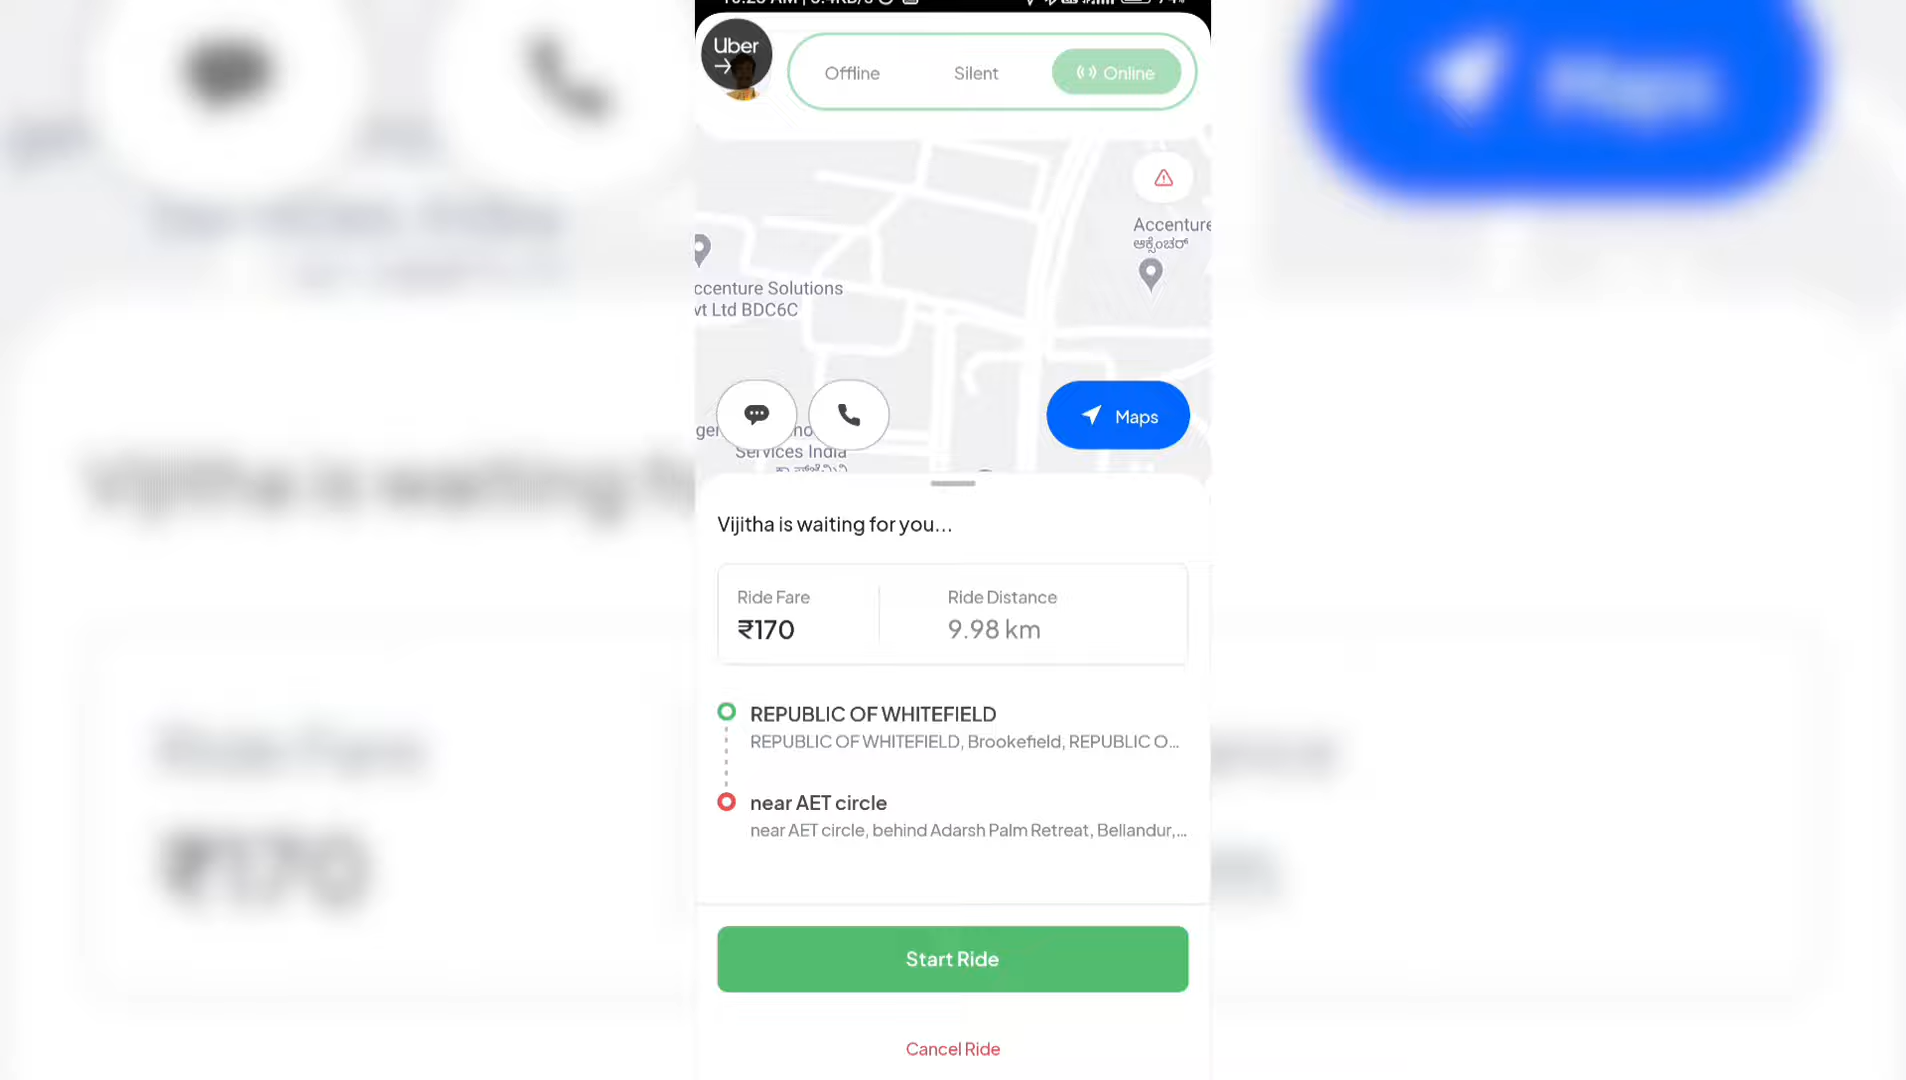 Uber
Offline
Silent
Online
Accenture
ಆಕ್ಸೆಂಚರ್
ccenture Solutions
vt Ltd BDC6C
Services India
Maps
Vijitha is waiting for you...
Ride Fare
Ride Distance
₹170
9.98 km
REPUBLIC OF WHITEFIELD
REPUBLIC OF WHITEFIELD, Brookefield, REPUBLIC O...
near AET circle
near AET circle, behind Adarsh Palm Retreat, Bellandur,...
Start Ride
Cancel Ride